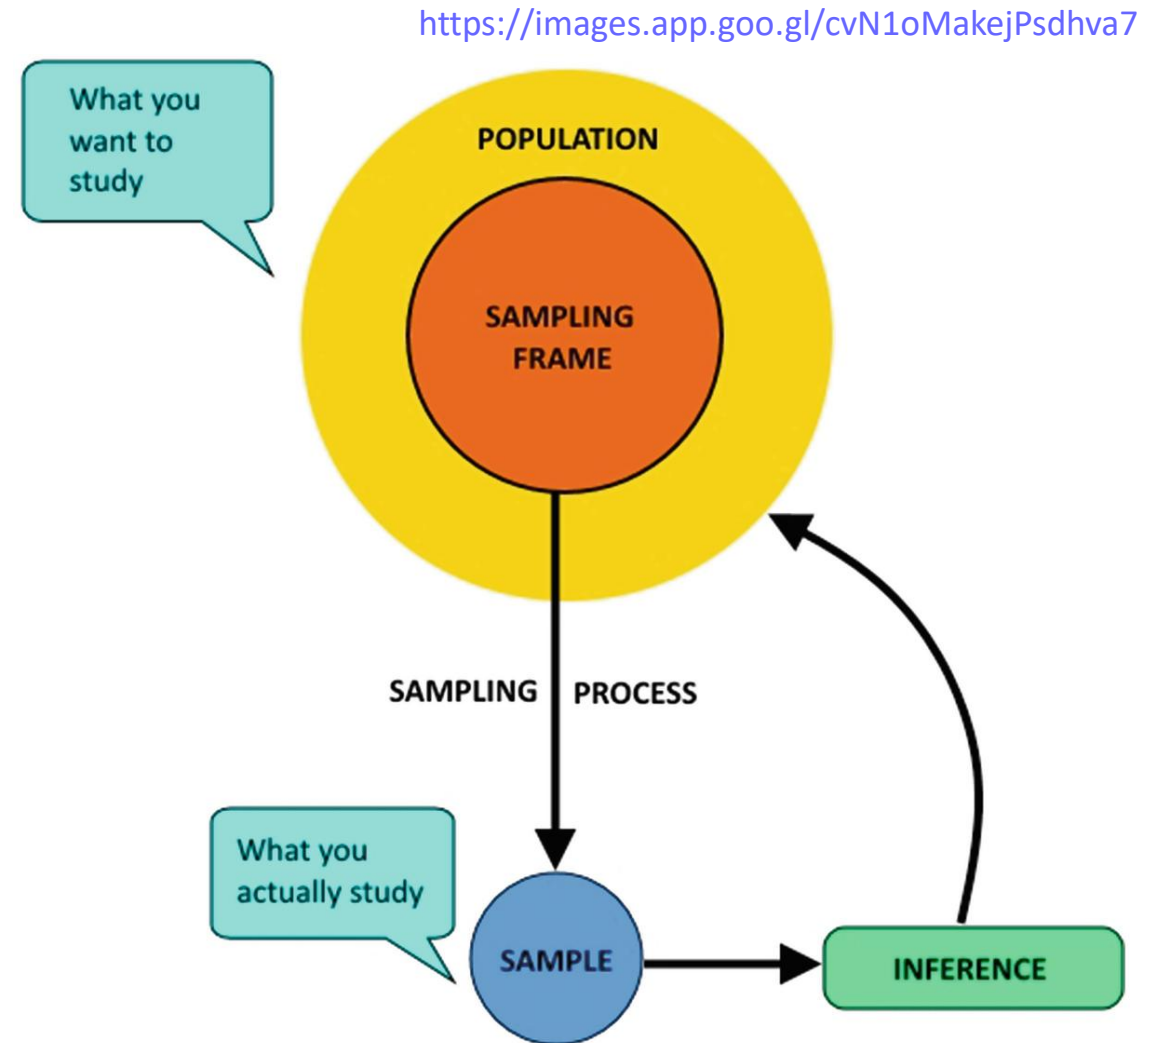 https://images.app.goo.gl/cvN1oMakejPsdhva7
What you
want to
study
POPULATION
SAMPLING
FRAME
SAMPLING PROCESS
What you
actually study
SAMPLE
INFERENCE